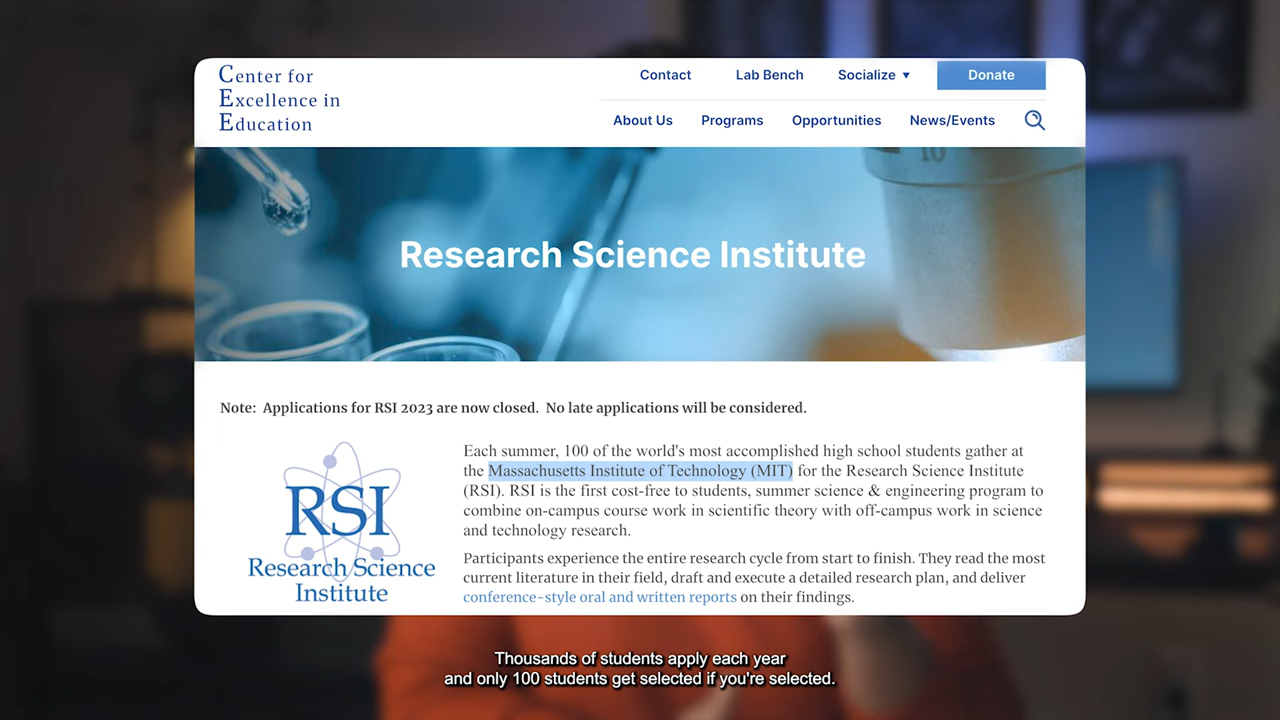 Center for
Excellence in
Education
Contact Lab Bench Socialize ▼ Donate
About Us Programs Opportunities News/Events
10
Research Science Institute
Note: Applications for RSI 2023 are now closed. No late applications will be considered.
RSI
Research Science
Institute
Each summer, 100 of the world's most accomplished high school students gather at
the Massachusetts Institute of Technology (MIT) for the Research Science Institute
(RSI). RSI is the first cost-free to students, summer science & engineering program to
combine on-campus course work in scientific theory with off-campus work in science
and technology research.
Participants experience the entire research cycle from start to finish. They read the most
current literature in their field, draft and execute a detailed research plan, and deliver
conference-style oral and written reports on their findings.
Thousands of students apply each year
and only 100 students get selected if you're selected.